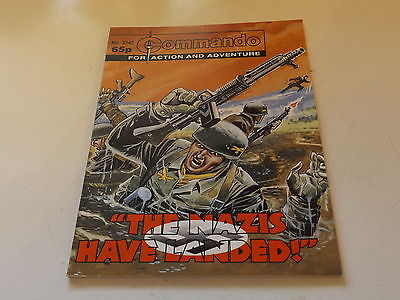 Commando
65p
FOR ACTION AND ADVENTURE
"THE NAZIS
HAVE LANDED!"